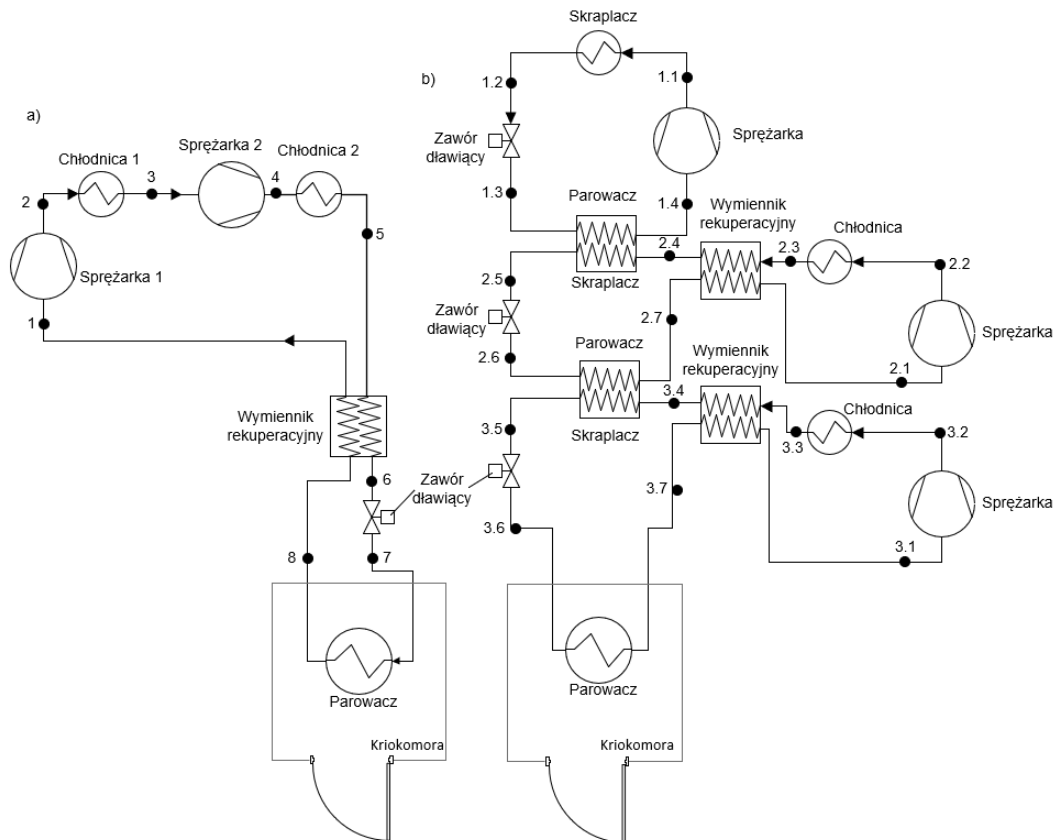 a)
Sprężarka 1
Chłodnica 1
Sprężarka 2
Chłodnica 2
1
2
3
4
5
Wymiennik
rekuperacyjny
6
Zawór
dławiący
7
8
Parowacz
Kriokomora
b)
Skraplacz
1.1
1.2
Sprężarka
Zawór
dławiący
1.3
1.4
Parowacz
Skraplacz
Wymiennik
rekuperacyjny
Chłodnica
2.4
2.3
2.2
2.5
Zawór
dławiący
2.6
2.7
Sprężarka
2.1
Parowacz
Skraplacz
Wymiennik
rekuperacyjny
Chłodnica
3.4
3.3
3.2
3.5
3.6
3.7
Sprężarka
3.1
Parowacz
Kriokomora